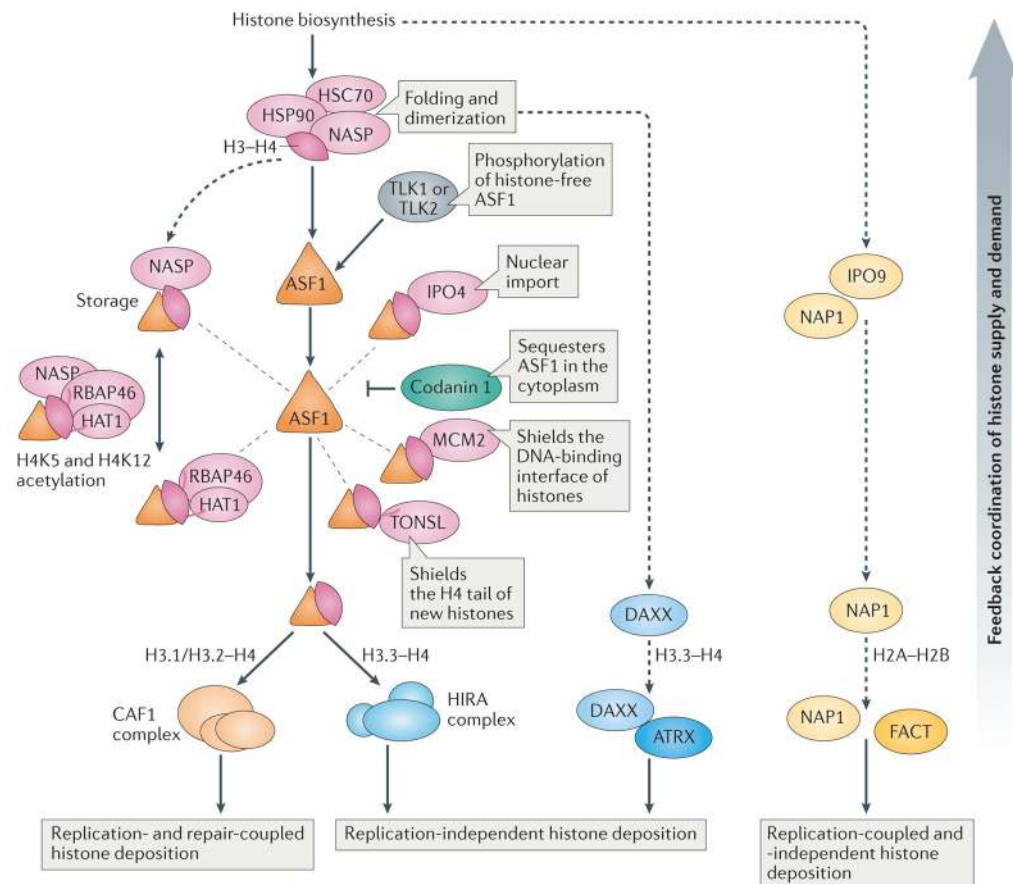 Histone biosynthesis
HSC70
HSP90
NASP
Folding and
dimerization
H3–H4
TLK1 or
TLK2
Phosphorylation
of histone-free
ASF1
NASP
Storage
ASF1
IPO4
Nuclear
import
IPO9
NAP1
NASP
RBAP46
HAT1
H4K5 and H4K12
acetylation
ASF1
Codanin 1
Sequesters
ASF1 in the
cytoplasm
MCM2
Shields the
DNA-binding
interface of
histones
RBAP46
HAT1
TONSL
Shields
the H4 tail of
new histones
DAXX
NAP1
H3.1/H3.2–H4
H3.3–H4
H3.3–H4
H2A–H2B
CAF1
complex
HIRA
complex
DAXX
ATRX
NAP1
FACT
Replication- and repair-coupled
histone deposition
Replication-independent histone deposition
Replication-coupled and
-independent histone
deposition
Feedback coordination of histone supply and demand